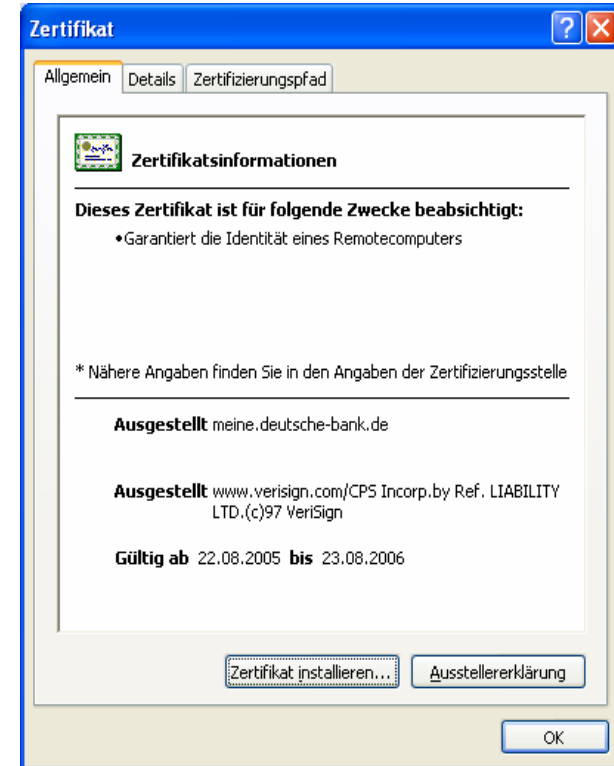 Zertifikat
Allgemein Details Zertifizierungspfad
Zertifikatsinformationen
Dieses Zertifikat ist für folgende Zwecke beabsichtigt:
•Garantiert die Identität eines Remotecomputers
* Nähere Angaben finden Sie in den Angaben der Zertifizierungsstelle
Ausgestellt meine.deutsche-bank.de
Ausgestellt www.verisign.com/CPS Incorp.by Ref. LIABILITY
LTD.(c)97 VeriSign
Gültig ab 22.08.2005 bis 23.08.2006
Zertifikat installieren... Ausstellererklärung
OK